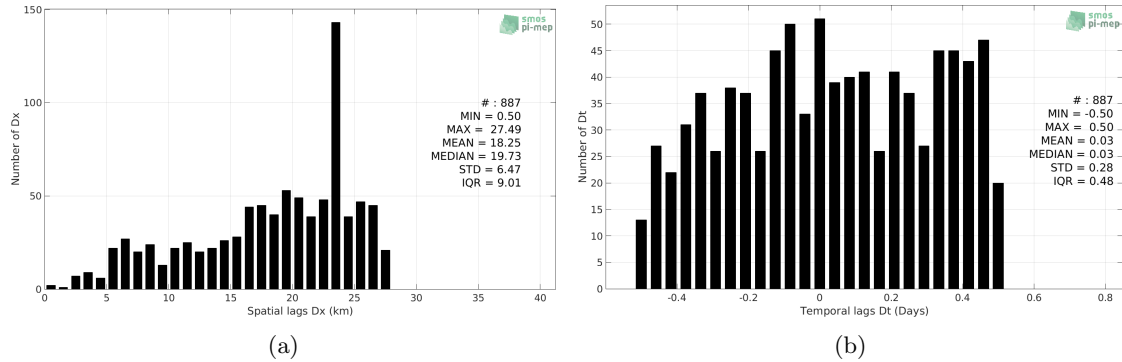 150
100
50
0
0 5 10 15 20 25 30 35 40
Number of Dx
Spatial lags Dx (km)
smos
pi-mep
# : 887
MIN = 0.50
MAX = 27.49
MEAN = 18.25
MEDIAN = 19.73
STD = 6.47
IQR = 9.01
(a)
50
45
40
35
30
25
20
15
10
5
0
-0.4 -0.2 0 0.2 0.4 0.6 0.8
Number of Dt
Temporal lags Dt (Days)
smos
pi-mep
# : 887
MIN = -0.50
MAX = 0.50
MEAN = 0.03
MEDIAN = 0.03
STD = 0.28
IQR = 0.48
(b)